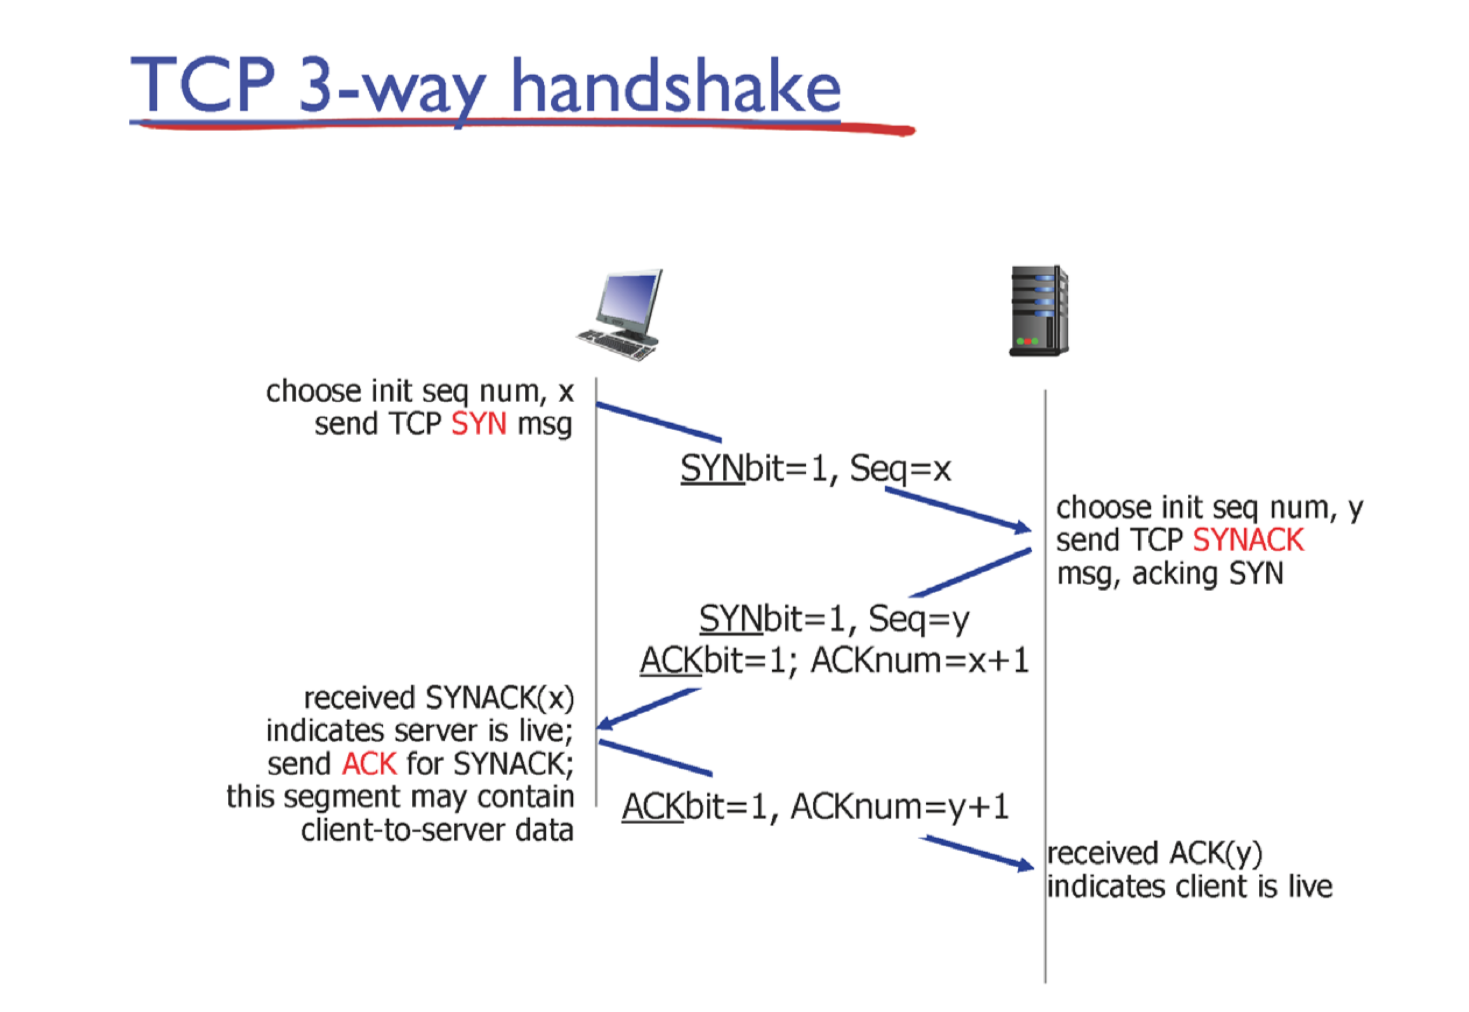 TCP 3-way handshake
choose init seq num, x
send TCP SYN msg
SYNbit=1, Seq=x
choose init seq num, y
send TCP SYNACK
msg, acking SYN
SYNbit=1, Seq=y
ACKbit=1; ACKnum=x+1
received SYNACK(x)
indicates server is live;
send ACK for SYNACK;
this segment may contain
client-to-server data
ACKbit=1, ACKnum=y+1
received ACK(y)
indicates client is live